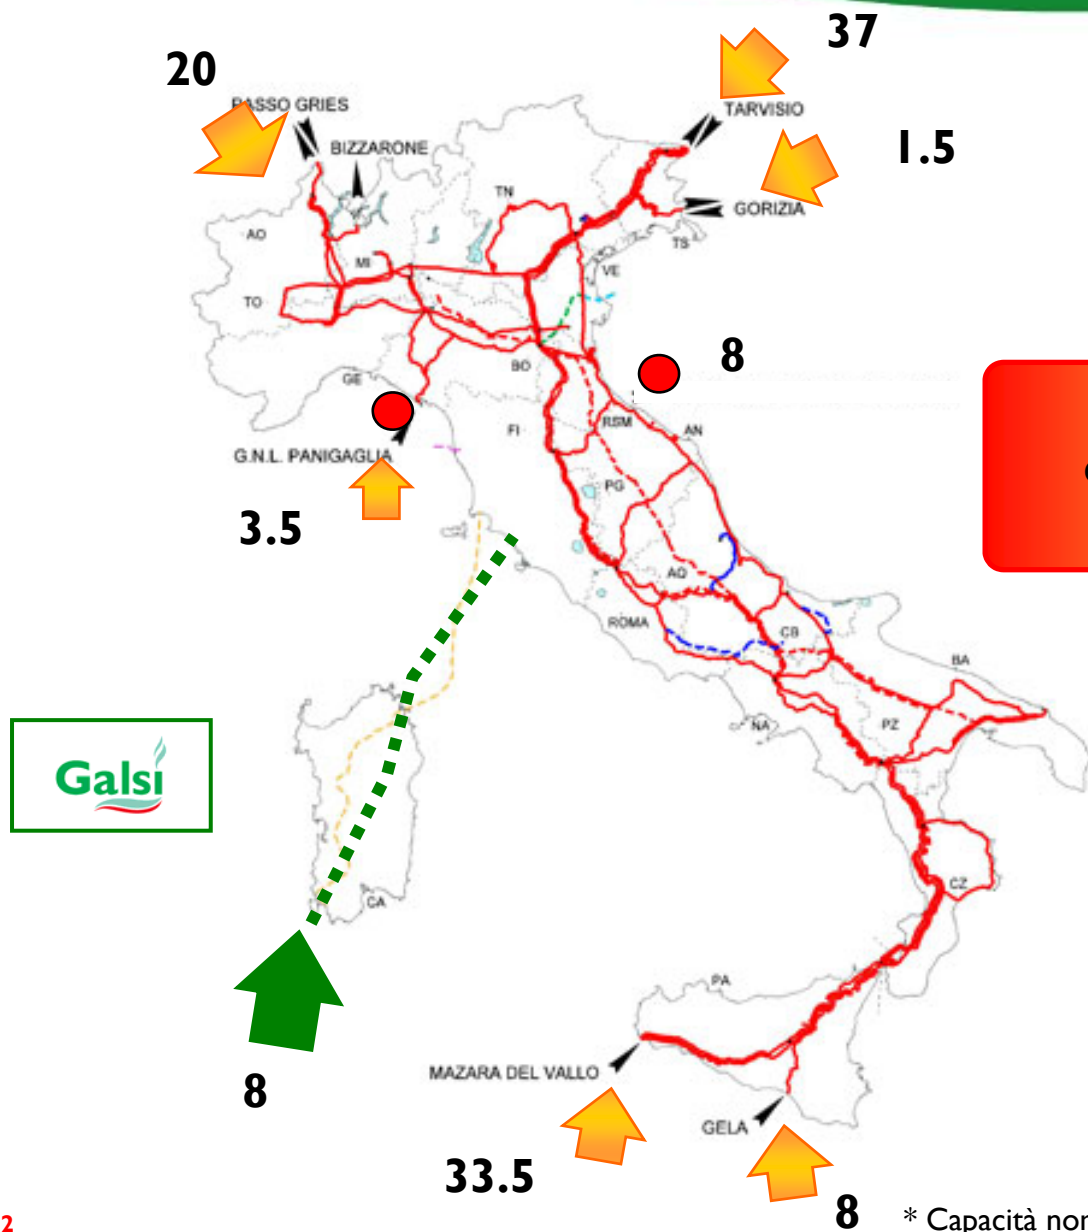 37
20
PASSO GRIES
TARVISIO
BIZZARONE
1.5
TN
GORIZIA
AO
TS
MI
VE
TO
8
BO
GE
RSM
FI
AN
G.N.L. PANIGAGLIA
PG
3.5
AQ
ROMA
CB
BA
NA
PZ
Galsi
CZ
CA
PA
MAZARA DEL VALLO
8
GELA
33.5
8
* Capacità nor
2